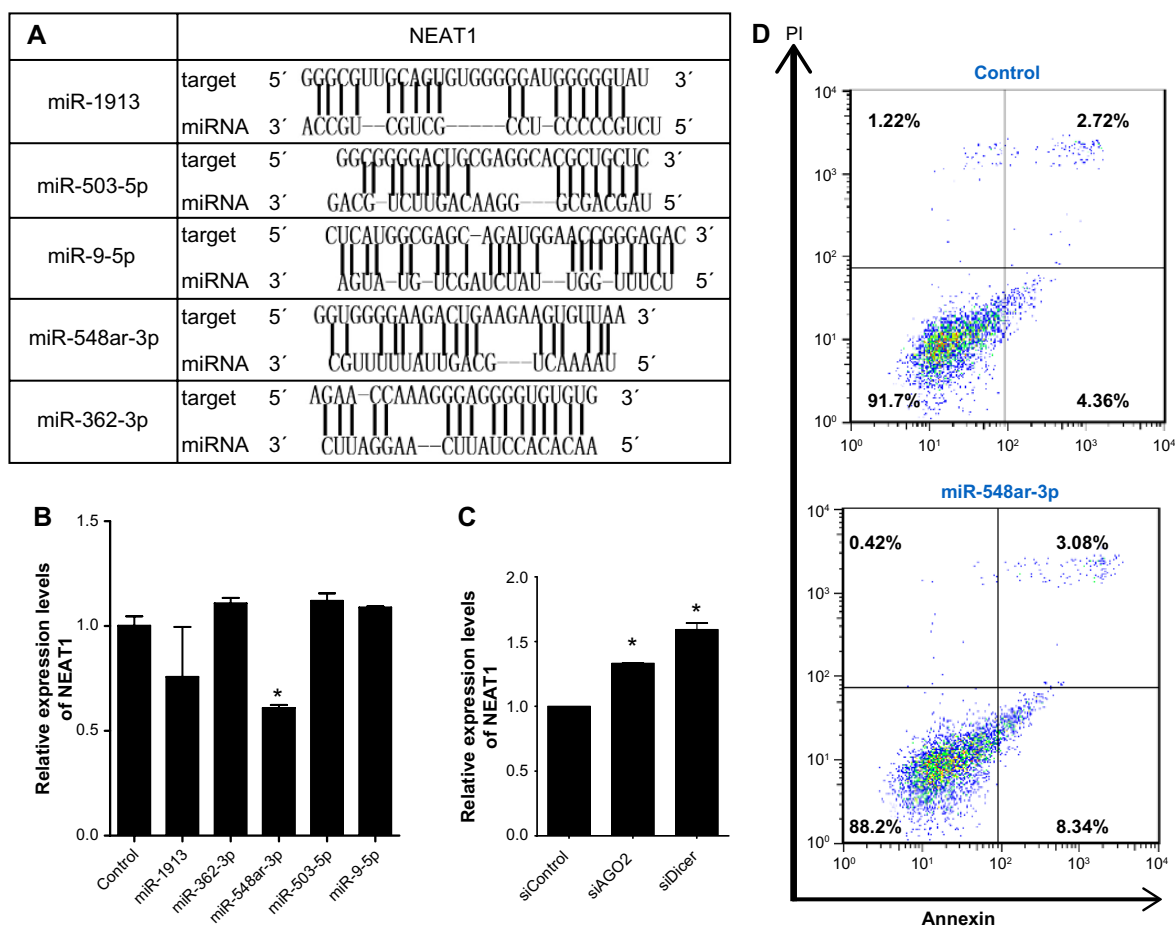 A
NEAT1
miR-1913
target 5´ GGGCGUUGCAGUGUGGGGGAUGGGGGUAU 3´
miRNA 3´ ACCGU--CGUCG-----CCU-CCCCCGUCU 5´
miR-503-5p
target 5´ GGCGGGGACUGCGAGGCACGCUGCUC 3´
miRNA 3´ GACG-UCUUGACAAGG---GCGACGAU 5´
miR-9-5p
target 5´ CUCAUGGCGAGC-AGAUGGAACCGGGAGAC 3´
miRNA 3´ AGUA-UG-UCGAUCUAU--UGG-UUUCU 5´
miR-548ar-3p
target 5´ GGUGGGGAAGACUGAAGAAGUGUUAA 3´
miRNA 3´ CGUUUUUAUUGACG---UCAAAAU 5´
miR-362-3p
target 5´ AGAA-CCAAAGGGAGGGGUGUGUG 3´
miRNA 3´ CUUAGGAA--CUUAUCCACACAA 5´
B
Relative expression levels
of NEAT1
1.5
1.0
0.5
0.0
*
Control
miR-1913
miR-362-3p
miR-548ar-3p
miR-503-5p
miR-9-5p
C
Relative expression levels
of NEAT1
2.0
1.5
1.0
0.5
0.0
*
*
siControl
siAGO2
siDicer
D
PI
Control
10⁴
10³
10²
10¹
10⁰
1.22% 2.72%
91.7% 4.36%
10⁰ 10¹ 10² 10³ 10⁴
miR-548ar-3p
10⁴
10³
10²
10¹
10⁰
0.42% 3.08%
88.2% 8.34%
10⁰ 10¹ 10² 10³ 10⁴
Annexin